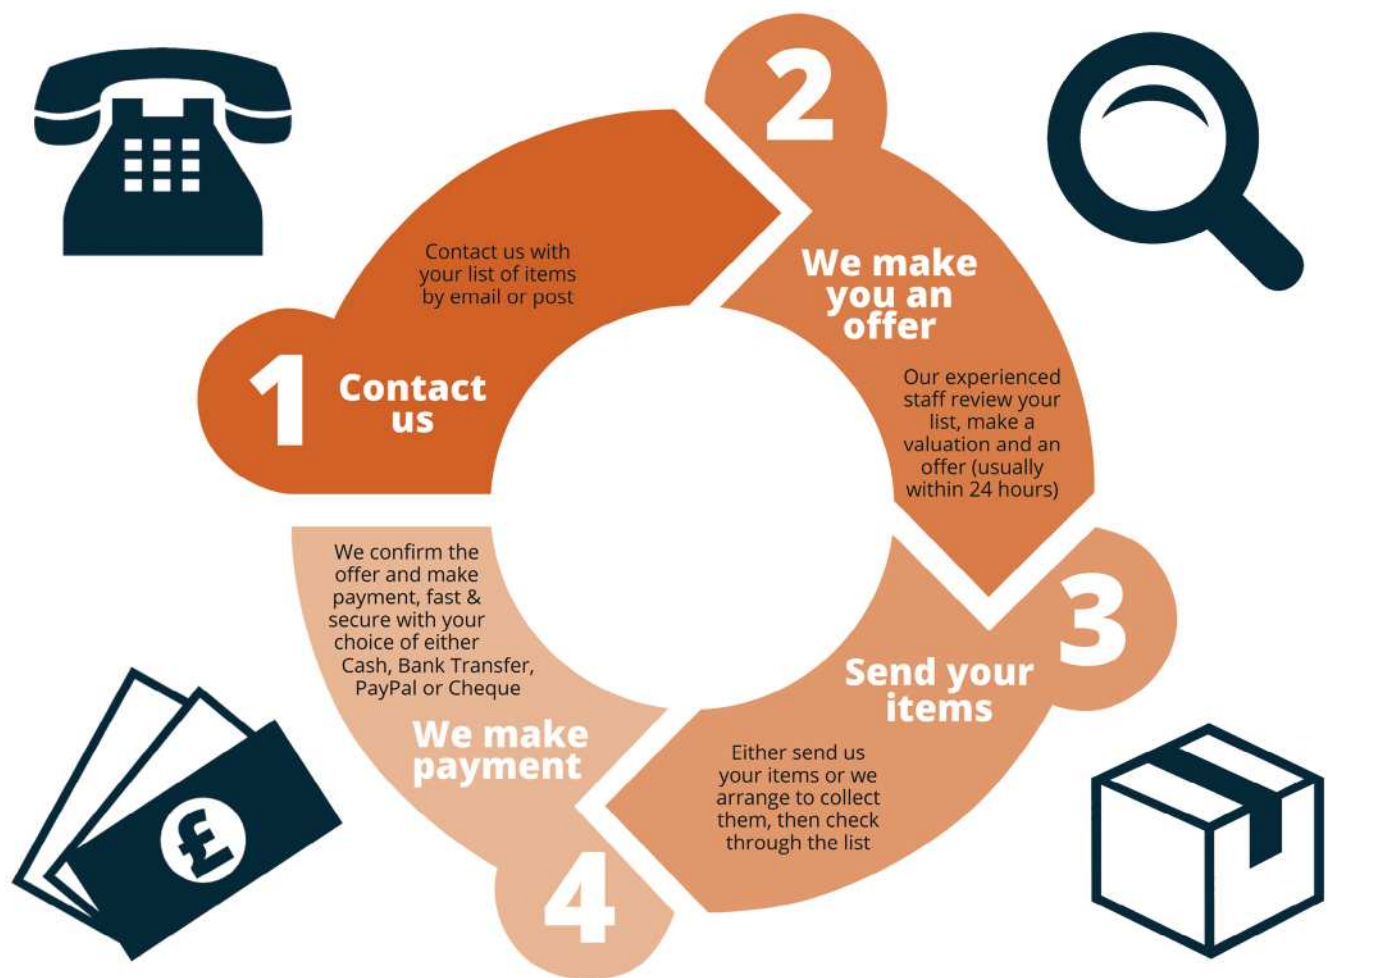 1
Contact
us
Contact us with
your list of items
by email or post
2
We make
you an
offer
Our experienced
staff review your
list, make a
valuation and an
offer (usually
within 24 hours)
3
Send your
items
Either send us
your items or we
arrange to collect
them, then check
through the list
4
We make
payment
We confirm the
offer and make
payment, fast &
secure with your
choice of either
Cash, Bank Transfer,
PayPal or Cheque
£